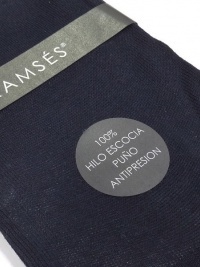 AMSÉS®
100%
HILO ESCOCIA
PUÑO
ANTIPRESION